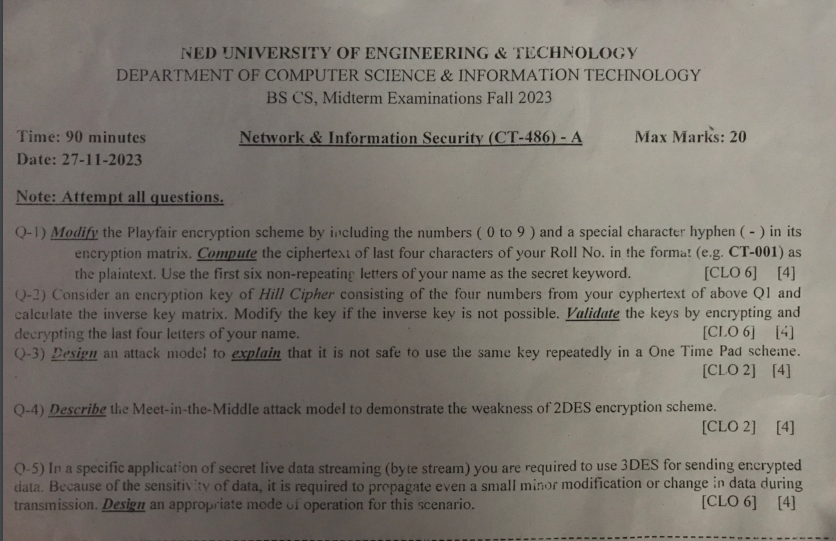 NED UNIVERSITY OF ENGINEERING & TECHNOLOGY
DEPARTMENT OF COMPUTER SCIENCE & INFORMATION TECHNOLOGY
BS CS, Midterm Examinations Fall 2023
Time: 90 minutes Network & Information Security (CT-486) - A Max Marks: 20
Date: 27-11-2023
Note: Attempt all questions.
Q-1) Modify the Playfair encryption scheme by including the numbers ( 0 to 9 ) and a special character hyphen ( - ) in its
encryption matrix. Compute the ciphertext of last four characters of your Roll No. in the format (e.g. CT-001) as
the plaintext. Use the first six non-repeating letters of your name as the secret keyword. [CLO 6] [4]
Q-2) Consider an encryption key of Hill Cipher consisting of the four numbers from your cyphertext of above Q1 and
calculate the inverse key matrix. Modify the key if the inverse key is not possible. Validate the keys by encrypting and
decrypting the last four letters of your name. [CLO 6] [4]
Q-3) Design an attack model to explain that it is not safe to use the same key repeatedly in a One Time Pad scheme.
[CLO 2] [4]
Q-4) Describe the Meet-in-the-Middle attack model to demonstrate the weakness of 2DES encryption scheme.
[CLO 2] [4]
Q-5) In a specific application of secret live data streaming (byte stream) you are required to use 3DES for sending encrypted
data. Because of the sensitivity of data, it is required to propagate even a small minor modification or change in data during
transmission. Design an appropriate mode of operation for this scenario. [CLO 6] [4]